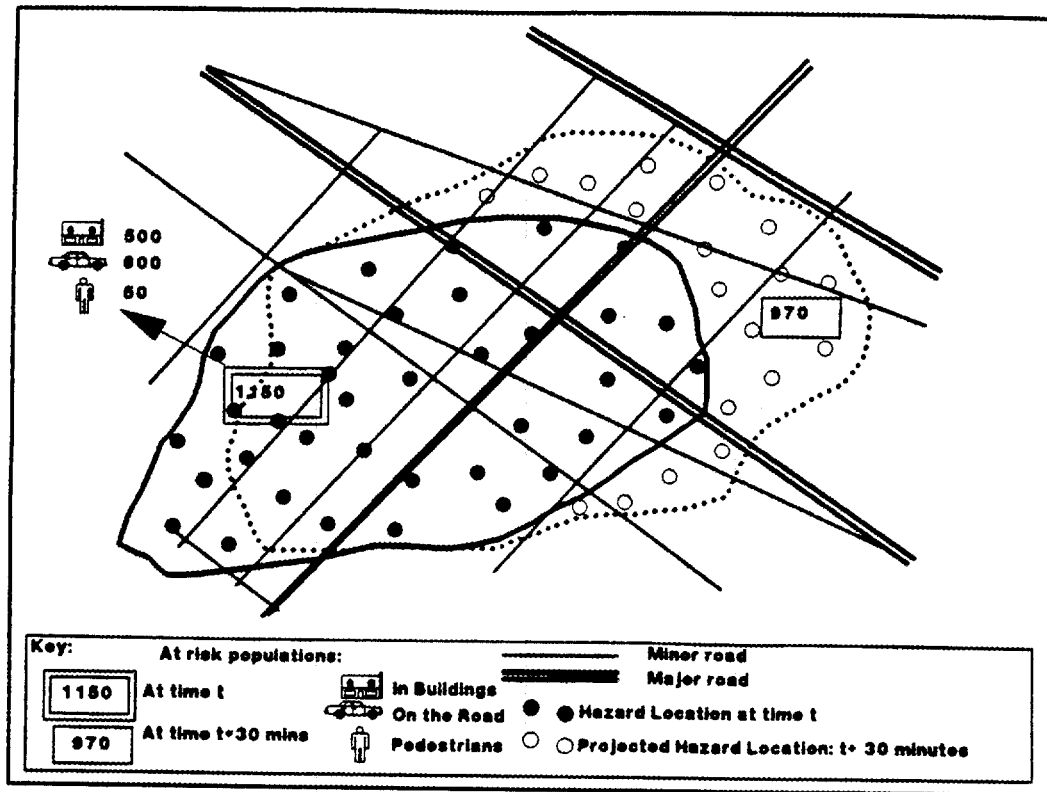 500
600
50
970
1150
Key:
At risk populations:
1150 At time t
970 At time t+30 mins
In Buildings
On the Road
Pedestrians
Minor road
Major road
Hazard Location at time t
Projected Hazard Location: t+ 30 minutes